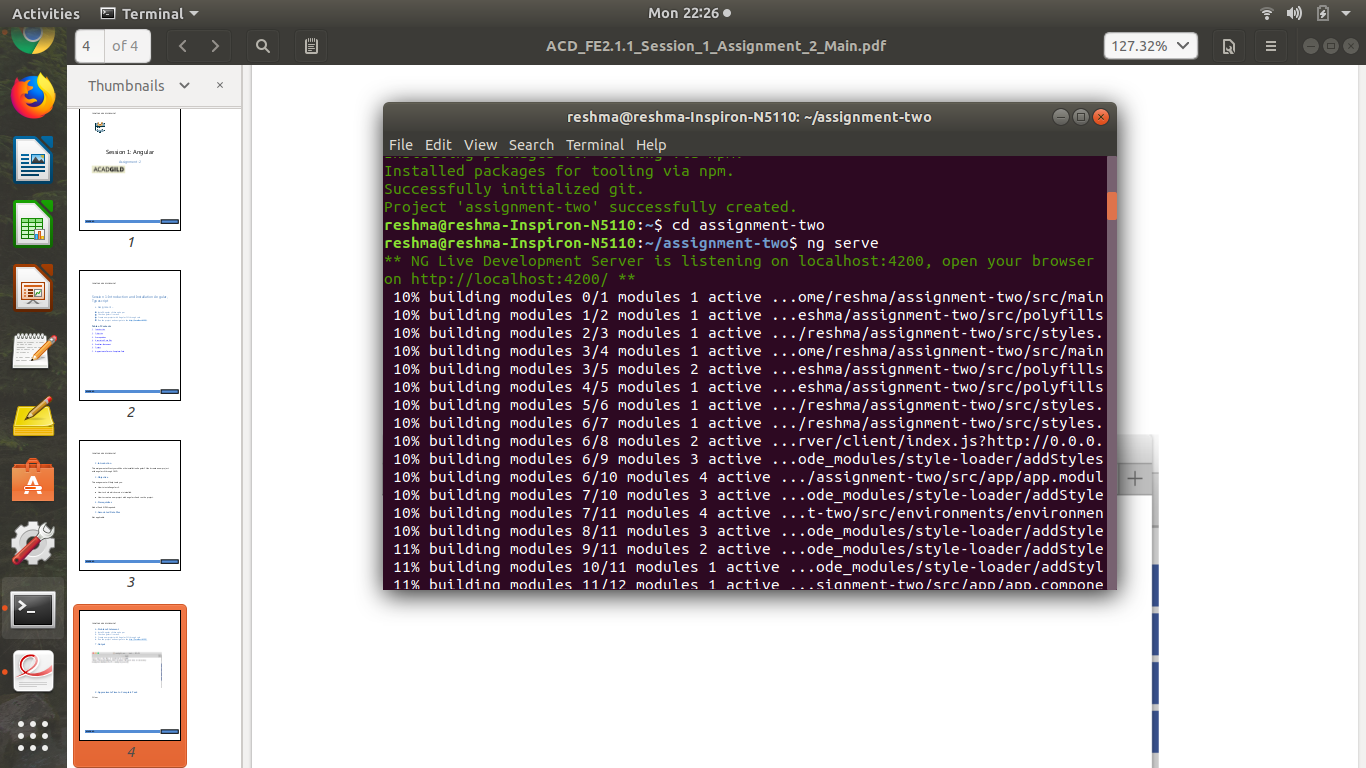 Activities
Terminal
Mon 22:26
4
of 4
ACD_FE2.1.1_Session_1_Assignment_2_Main.pdf
127.32%
Thumbnails
Session 1: Angular
Assignment 2
ACADGILD
1
2
3
4
reshma@reshma-Inspiron-N5110: ~/assignment-two
File Edit View Search Terminal Help
Installing packages for tooling via npm.
Installed packages for tooling via npm.
Successfully initialized git.
Project 'assignment-two' successfully created.
reshma@reshma-Inspiron-N5110:~$ cd assignment-two
reshma@reshma-Inspiron-N5110:~/assignment-two$ ng serve
** NG Live Development Server is listening on localhost:4200, open your browser
on http://localhost:4200/ **
10% building modules 0/1 modules 1 active ...ome/reshma/assignment-two/src/main
10% building modules 1/2 modules 1 active ...eshma/assignment-two/src/polyfills
10% building modules 2/3 modules 1 active .../reshma/assignment-two/src/styles.
10% building modules 3/4 modules 1 active ...ome/reshma/assignment-two/src/main
10% building modules 3/5 modules 2 active ...eshma/assignment-two/src/polyfills
10% building modules 4/5 modules 1 active ...eshma/assignment-two/src/polyfills
10% building modules 5/6 modules 1 active .../reshma/assignment-two/src/styles.
10% building modules 6/7 modules 1 active .../reshma/assignment-two/src/styles.
10% building modules 6/8 modules 2 active ...rver/client/index.js?http://0.0.0.
10% building modules 6/9 modules 3 active ...ode_modules/style-loader/addStyles
10% building modules 6/10 modules 4 active .../assignment-two/src/app/app.modul
10% building modules 7/10 modules 3 active ...ode_modules/style-loader/addStyle
10% building modules 7/11 modules 4 active ...t-two/src/environments/environmen
10% building modules 8/11 modules 3 active ...ode_modules/style-loader/addStyle
11% building modules 9/11 modules 2 active ...ode_modules/style-loader/addStyle
11% building modules 10/11 modules 1 active ...ode_modules/style-loader/addStyl
11% building modules 11/12 modules 1 active ...signment-two/src/app/app.compone